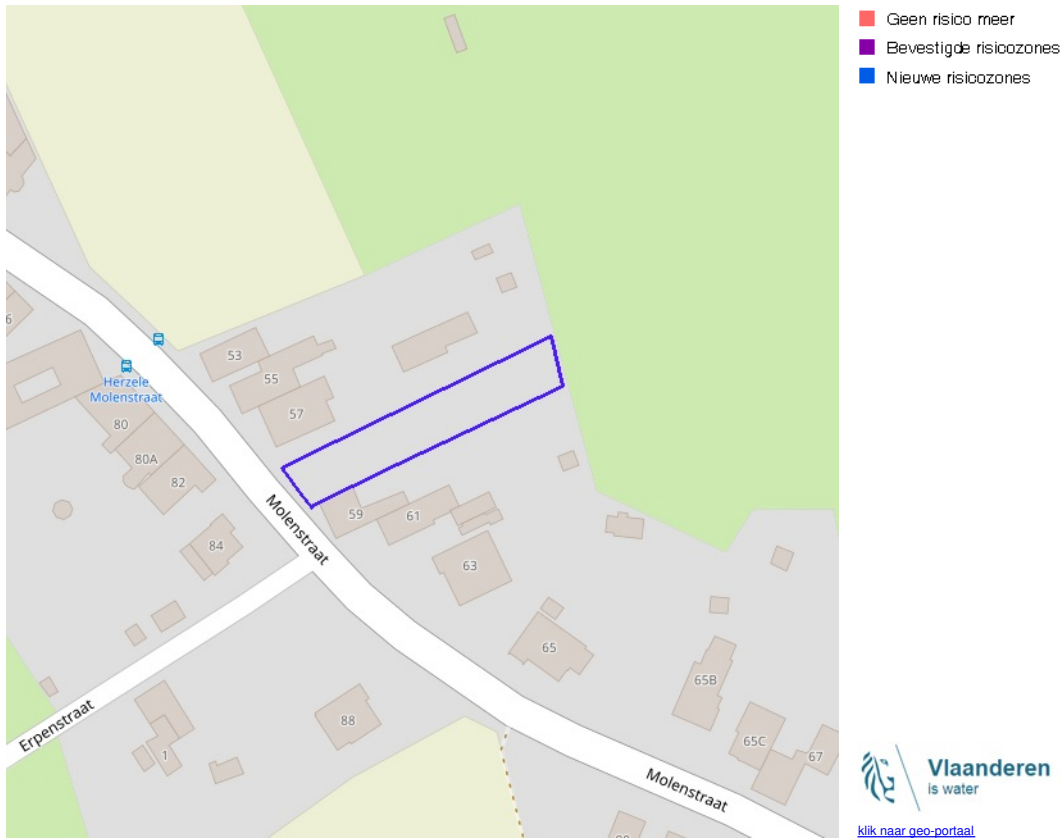 Geen risico meer
Bevestigde risicozones
Nieuwe risicozones
53
55
57
Herzele
Molenstraat
80
80A
82
84
Molenstraat
59
61
63
65
65B
65C
67
Erpenstraat
1
88
Molenstraat
Vlaanderen
is water
klik naar geo-portaal